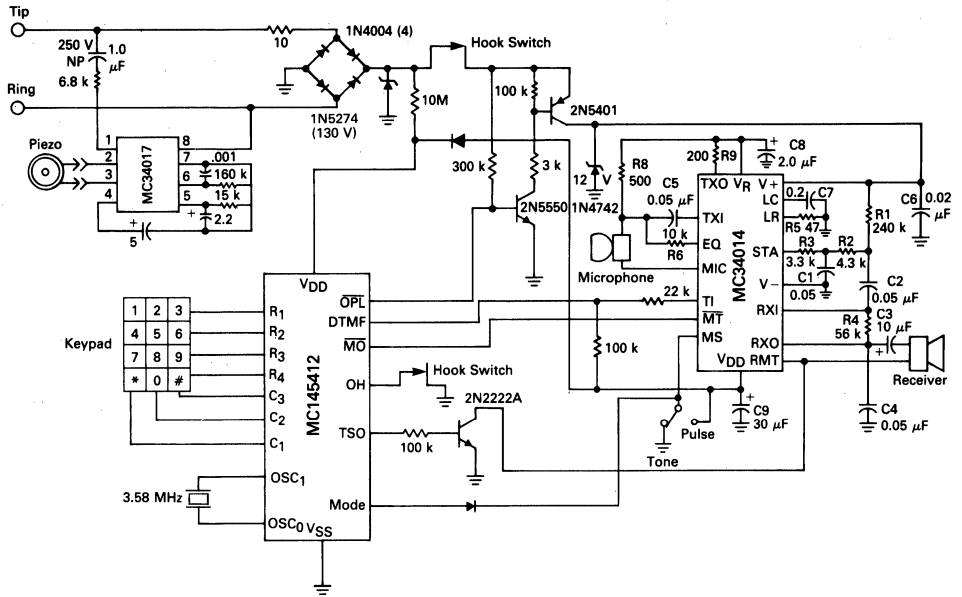 Tip
250 V
NP
1.0
μF
6.8 k
10
1N4004 (4)
Hook Switch
Ring
1N5274
(130 V)
10M
100 k
2N5401
Piezo
1
2
3
4
MC34017
8
7
6
5
.001
160 k
15 k
+
2.2
+
5
300 k
3 k
2N5550
12 V
1N4742
R8
500
200
R9
+
C8
2.0 μF
C5
0.05 μF
10 k
R6
Microphone
TXO
VR
V+
TXI
EQ
MIC
TI
MT
MS
VDD
LC
LR
STA
V−
RXI
RXO
RMT
MC34014
0.2
C7
R5
47
R3
3.3 k
R2
4.3 k
C1
0.05
R1
240 k
C6
0.02
μF
C2
0.05 μF
R4
56 k
C3
10 μF
+
Receiver
C4
0.05 μF
+
C9
30 μF
22 k
100 k
Tone
Pulse
Keypad
1 2 3
4 5 6
7 8 9
* 0 #
VDD
R1
R2
R3
R4
C3
C2
C1
OSC1
OSCO
VSS
MC145412
OPL
DTMF
MO
OH
TSO
Mode
Hook Switch
2N2222A
100 k
3.58 MHz